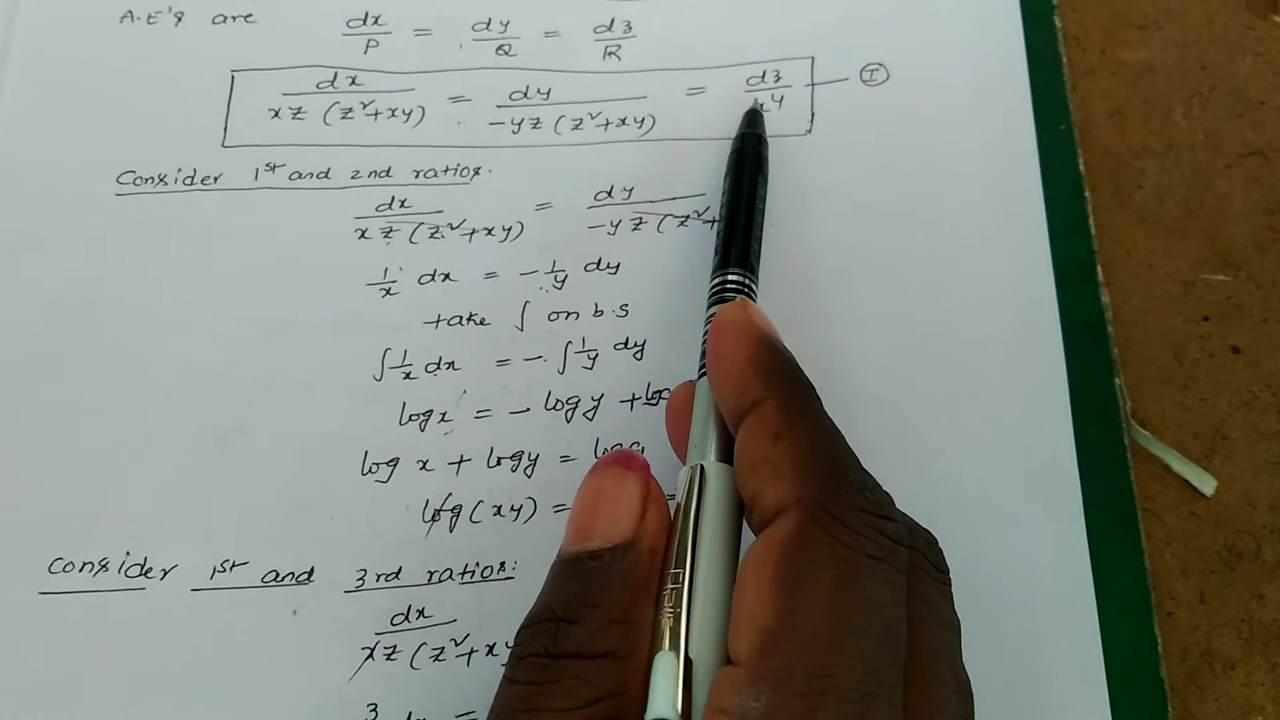 A.E's are dx/P = dy/Q = dz/R
dx/xz (z²+xy) = dy/-yz (z²+xy) = dz/x⁴ — I
Consider 1st and 2nd ratios.
dx/xz (z²+xy) = dy/-yz (z²+
1/x dx = -1/y dy
take ∫ on b.s
∫1/x dx = -∫1/y dy
log x = - log y +
log x + log y =
log (xy) =
Consider 1st and 3rd ratios:
dx/xz (z²+xy
3